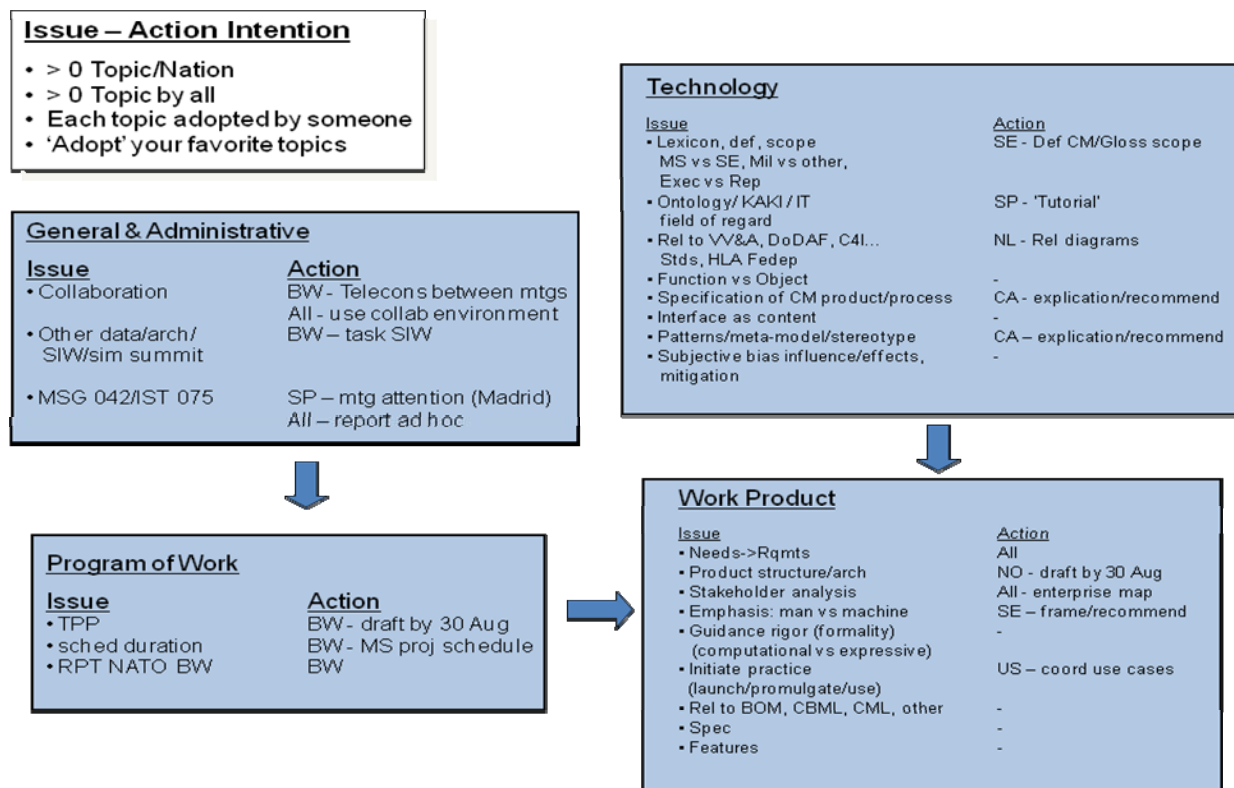 Issue – Action Intention
• > 0 Topic/Nation
• > 0 Topic by all
• Each topic adopted by someone
• ‘Adopt’ your favorite topics
General & Administrative
Issue Action
• Collaboration BW - Telecons between mtgs
All - use collab environment
• Other data/arch/ BW – task SIW
SIW/sim summit
• MSG 042/IST 075 SP – mtg attention (Madrid)
All – report ad hoc
Program of Work
Issue Action
• TPP BW - draft by 30 Aug
• sched duration BW - MS proj schedule
• RPT NATO BW BW
Technology
Issue Action
▪ Lexicon, def, scope SE - Def CM/Gloss scope
MS vs SE, Mil vs other,
Exec vs Rep
▪ Ontology/ KAKI / IT SP - 'Tutorial'
field of regard
▪ Rel to VV&A, DoDAF, C4I... NL - Rel diagrams
Stds, HLA Fedep
▪ Function vs Object -
▪ Specification of CM product/process CA - explication/recommend
▪ Interface as content -
▪ Patterns/meta-model/stereotype CA – explication/recommend
▪ Subjective bias influence/effects, -
mitigation
Work Product
Issue Action
▪ Needs->Rqmts All
▪ Product structure/arch NO - draft by 30 Aug
▪ Stakeholder analysis All - enterprise map
▪ Emphasis: man vs machine SE – frame/recommend
▪ Guidance rigor (formality) -
(computational vs expressive)
▪ Initiate practice US – coord use cases
(launch/promulgate/use)
▪ Rel to BOM, CBML, CML, other -
▪ Spec -
▪ Features -